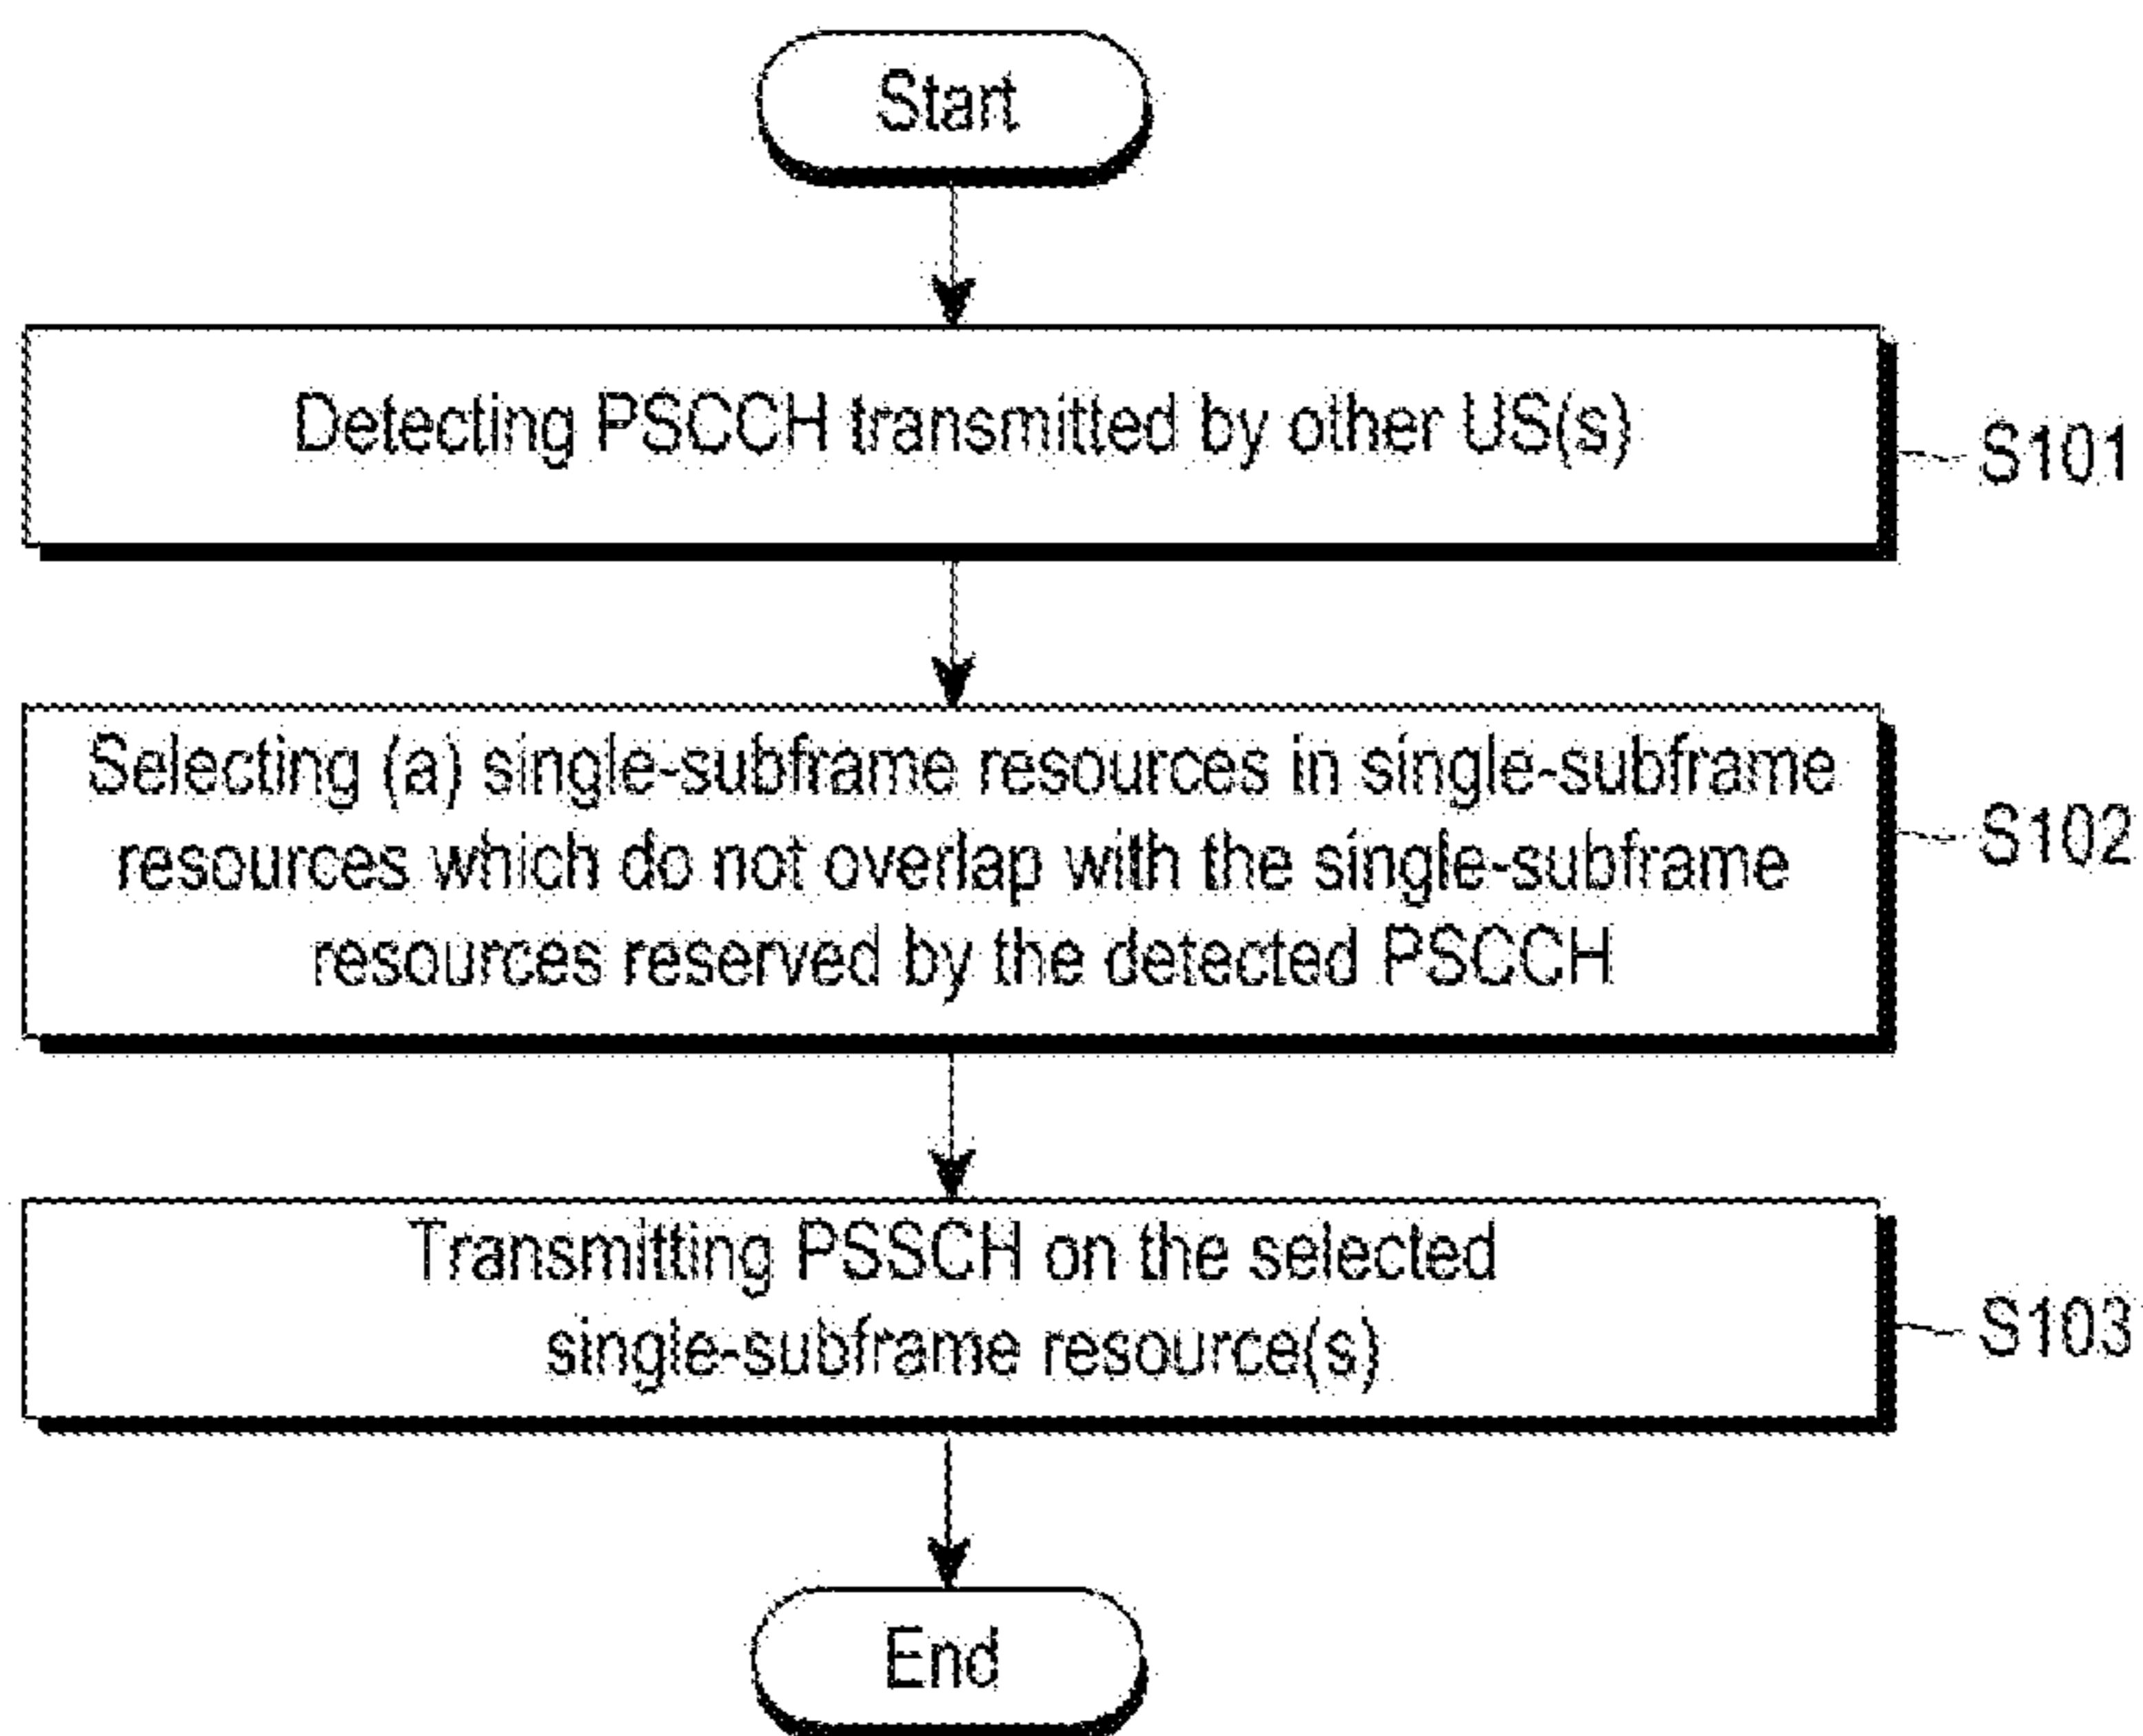 Start
Detecting PSCCH transmitted by other US(s)
S101
Selecting (a) single-subframe resources in single-subframe
resources which do not overlap with the single-subframe
resources reserved by the detected PSCCH
S102
Transmitting PSSCH on the selected
single-subframe resource(s)
S103
End